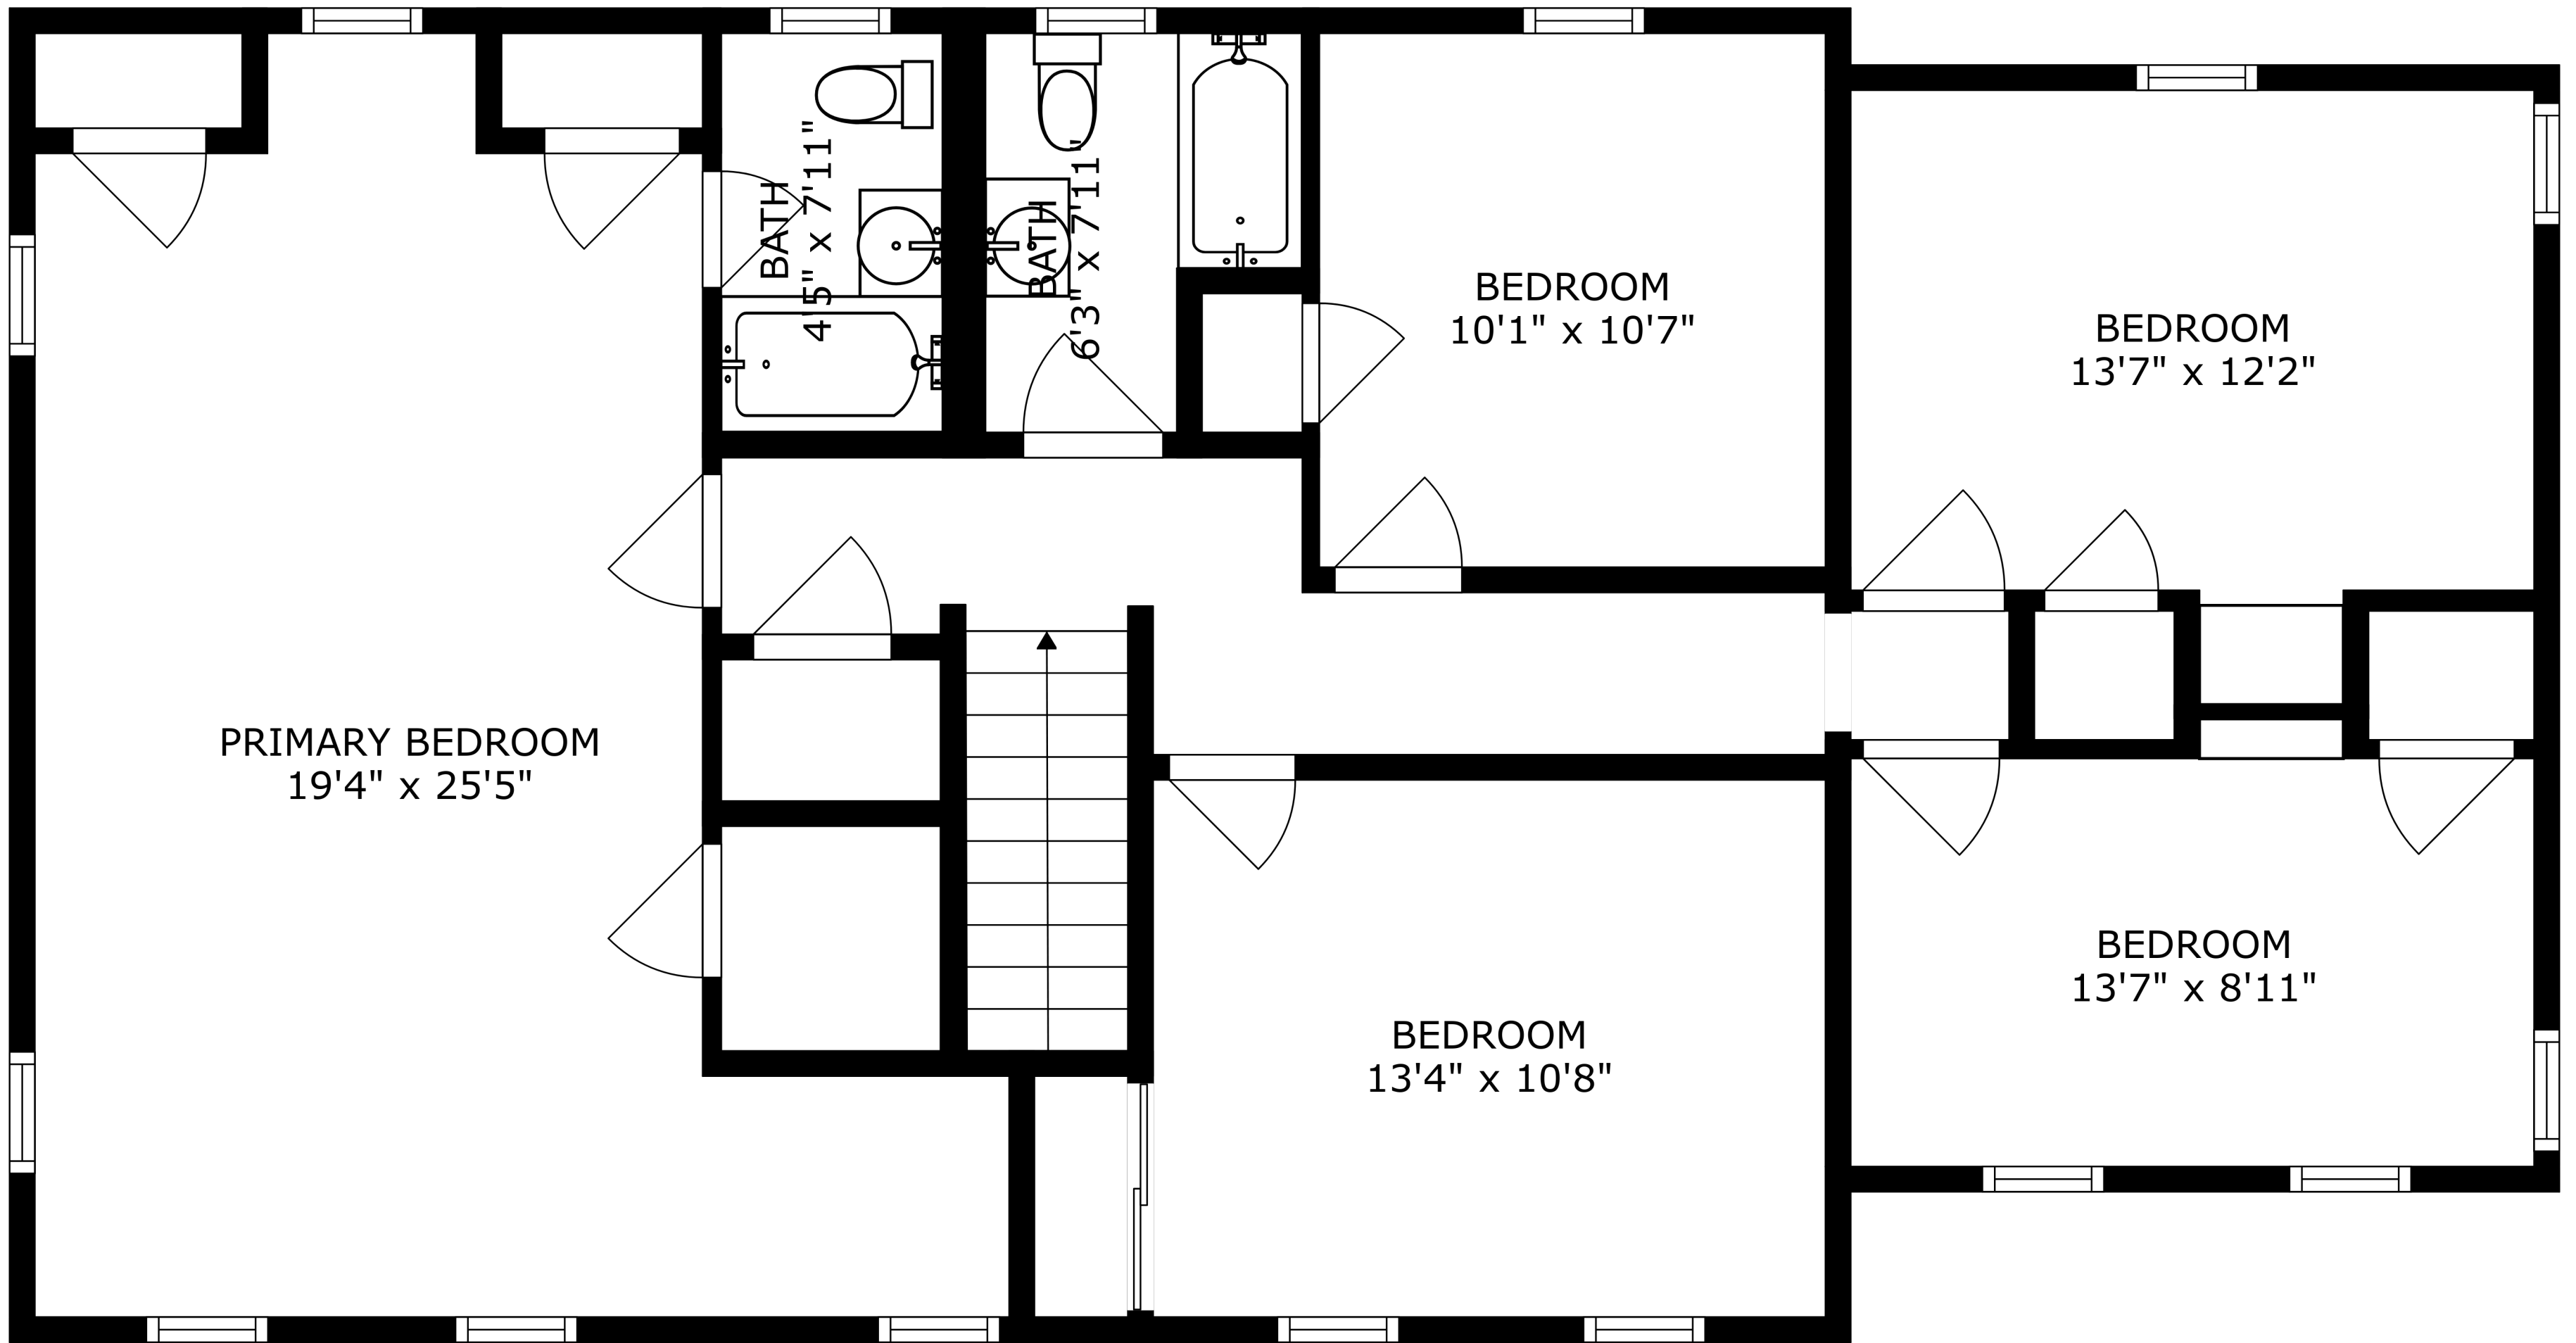 BATH
4'5" x 7'11"
BATH
6'3" x 7'11"
BEDROOM
10'1" x 10'7"
BEDROOM
13'7" x 12'2"
PRIMARY BEDROOM
19'4" x 25'5"
BEDROOM
13'7" x 8'11"
BEDROOM
13'4" x 10'8"